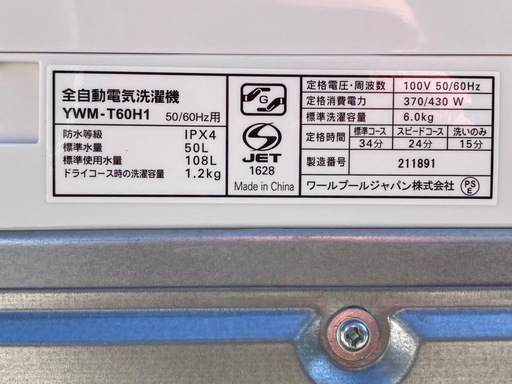 全自動電気洗濯機
YWM-T60H1 50/60Hz用
防水等級 IPX4
標準水量 50L
標準使用水量 108L
ドライコース時の洗濯容量 1.2kg
G
S
JET
1628
Made in China
定格電圧・周波数 100V 50/60Hz
定格消費電力 370/430 W
標準洗濯容量 6.0kg
時間 標準コース スピードコース 洗いのみ
34分 24分 15分
製造番号 211891
ワールプールジャパン株式会社 PSE